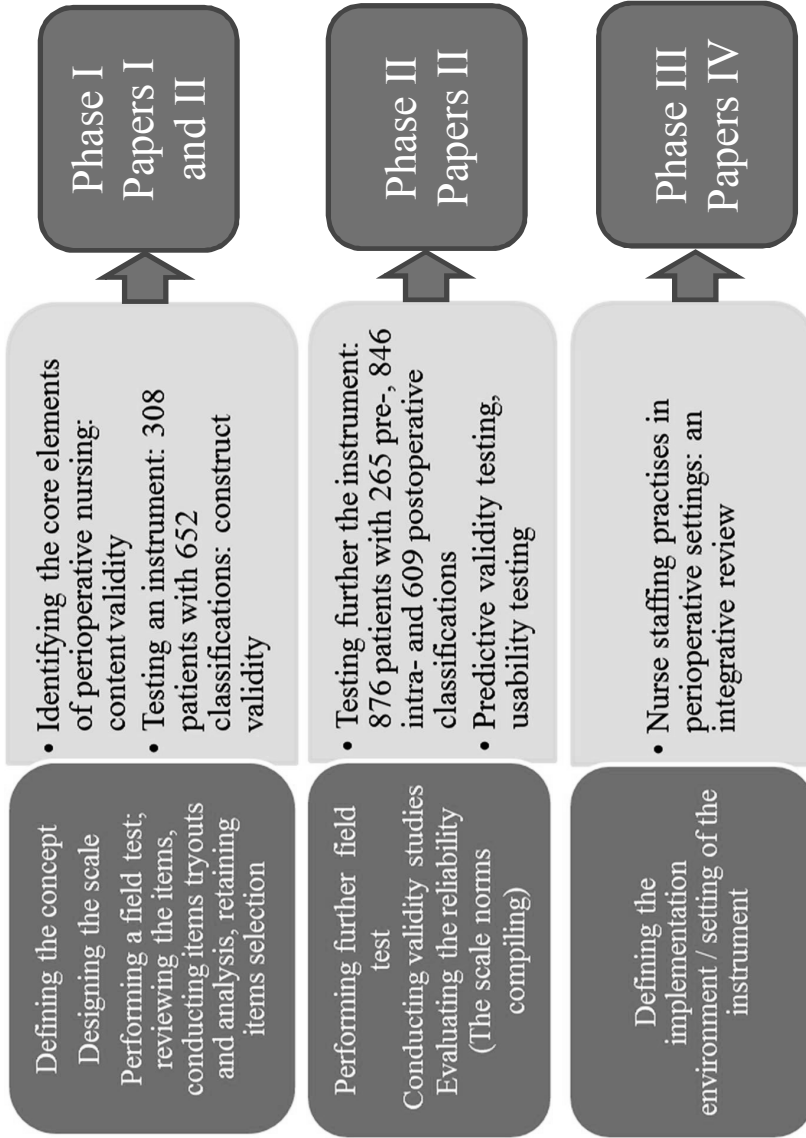 Defining the concept
Designing the scale
Performing a field test;
reviewing the items,
conducting items tryouts
and analysis, retaining
items selection
• Identifying the core elements
of perioperative nursing:
content validity
• Testing an instrument: 308
patients with 652
classifications: construct
validity
Phase I
Papers I
and II
Performing further field
test
Conducting validity studies
Evaluating the reliability
(The scale norms
compiling)
• Testing further the instrument:
876 patients with 265 pre-, 846
intra- and 609 postoperative
classifications
• Predictive validity testing,
usability testing
Phase II
Papers II
Defining the
implementation
environment / setting of the
instrument
• Nurse staffing practises in
perioperative settings: an
integrative review
Phase III
Papers IV